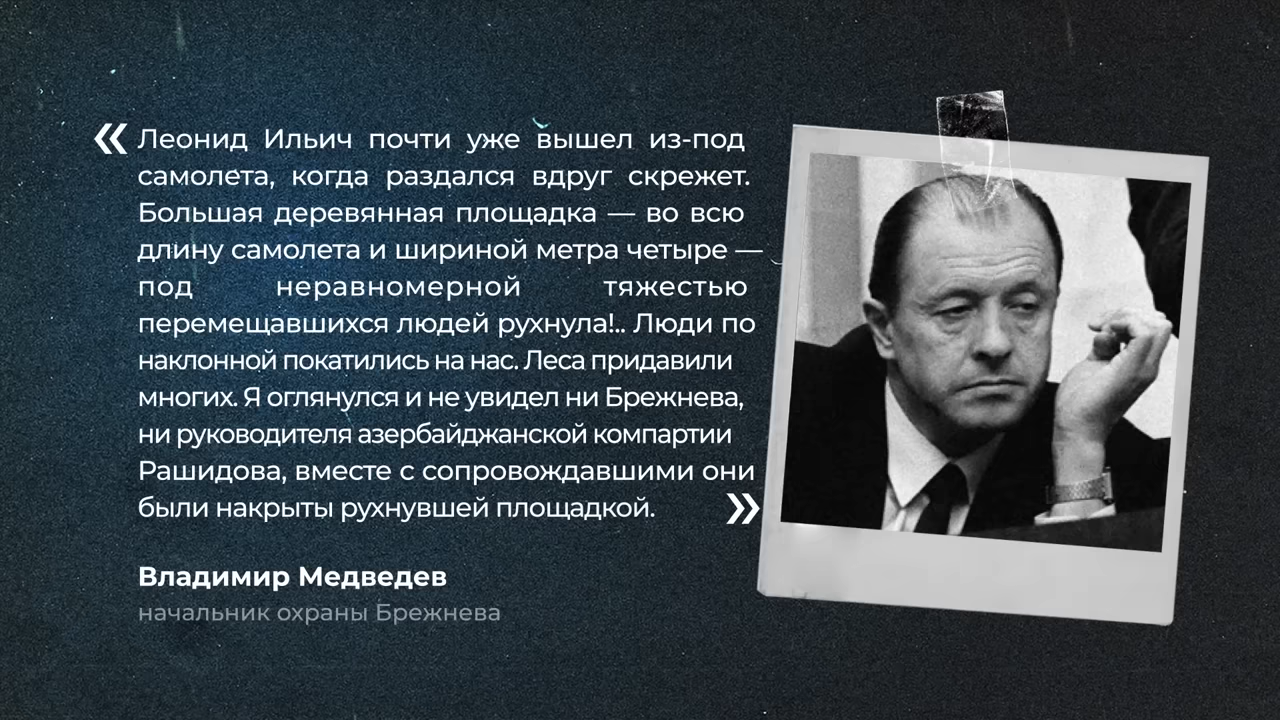 « Леонид Ильич почти уже вышел из-под
самолета, когда раздался вдруг скрежет.
Большая деревянная площадка — во всю
длину самолета и шириной метра четыре —
под неравномерной тяжестью
перемещавшихся людей рухнула!.. Люди по
наклонной покатились на нас. Леса придавили
многих. Я оглянулся и не увидел ни Брежнева,
ни руководителя азербайджанской компартии
Рашидова, вместе с сопровождавшими они
были накрыты рухнувшей площадкой. »
Владимир Медведев
начальник охраны Брежнева